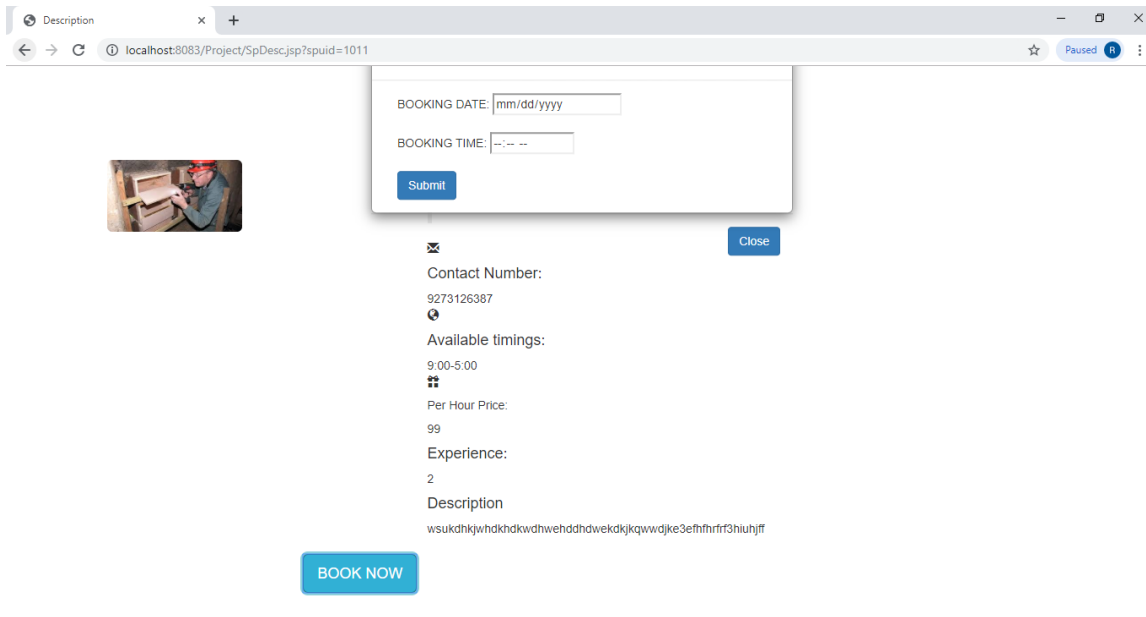 Description
localhost:8083/Project/SpDesc.jsp?spuid=1011
Paused R
BOOKING DATE: mm/dd/yyyy
BOOKING TIME: --:-- --
Submit
Close
Contact Number:
9273126387
Available timings:
9:00-5:00
Per Hour Price:
99
Experience:
2
Description
wsukdhkjwhdkhdkwdhwehddhdwekdkjkqwwdjke3efhfhrfrf3hiuhjff
BOOK NOW